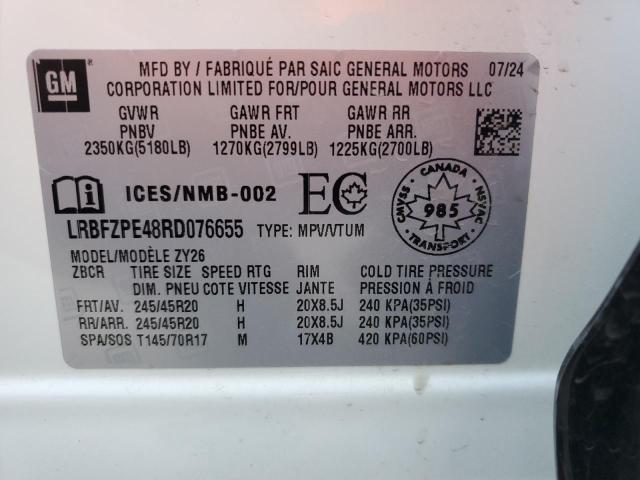 GM
MFD BY / FABRIQUÉ PAR SAIC GENERAL MOTORS 07/24
CORPORATION LIMITED FOR/POUR GENERAL MOTORS LLC
GVWR GAWR FRT GAWR RR
PNBV PNBE AV. PNBE ARR.
2350KG(5180LB) 1270KG(2799LB) 1225KG(2700LB)
i ICES/NMB-002 EC
CANADA
CMVSS 985 NSVAC
TRANSPORT
LRBFZPE48RD076655 TYPE: MPV/VTUM
MODEL/MODÈLE ZY26
ZBCR TIRE SIZE SPEED RTG RIM COLD TIRE PRESSURE
DIM. PNEU COTE VITESSE JANTE PRESSION À FROID
FRT/AV. 245/45R20 H 20X8.5J 240 KPA(35PSI)
RR/ARR. 245/45R20 H 20X8.5J 240 KPA(35PSI)
SPA/SOS T145/70R17 M 17X4B 420 KPA(60PSI)